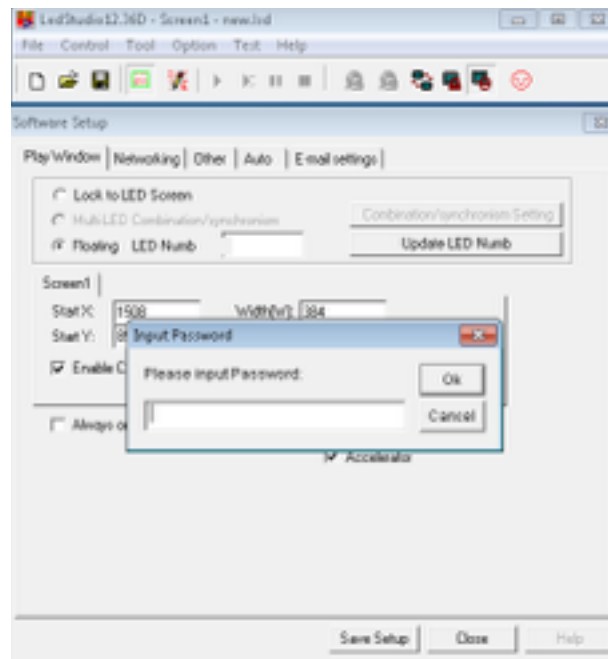 LedStudio12.36D - Screen1 - new.lsd
File Control Tool Option Test Help
Software Setup
Play Window Networking Other Auto E-mail settings
Lock to LED Screen
Multi-LED Combination/synchronism Combination/synchronism Setting
Floating LED Numb Update LED Numb
Screen1
Start X: 1508 Width[W]: 384
Start Y:
Input Password
Enable C
Please input Password:
Ok
Cancel
Always o
Accelerator
Save Setup Close Help